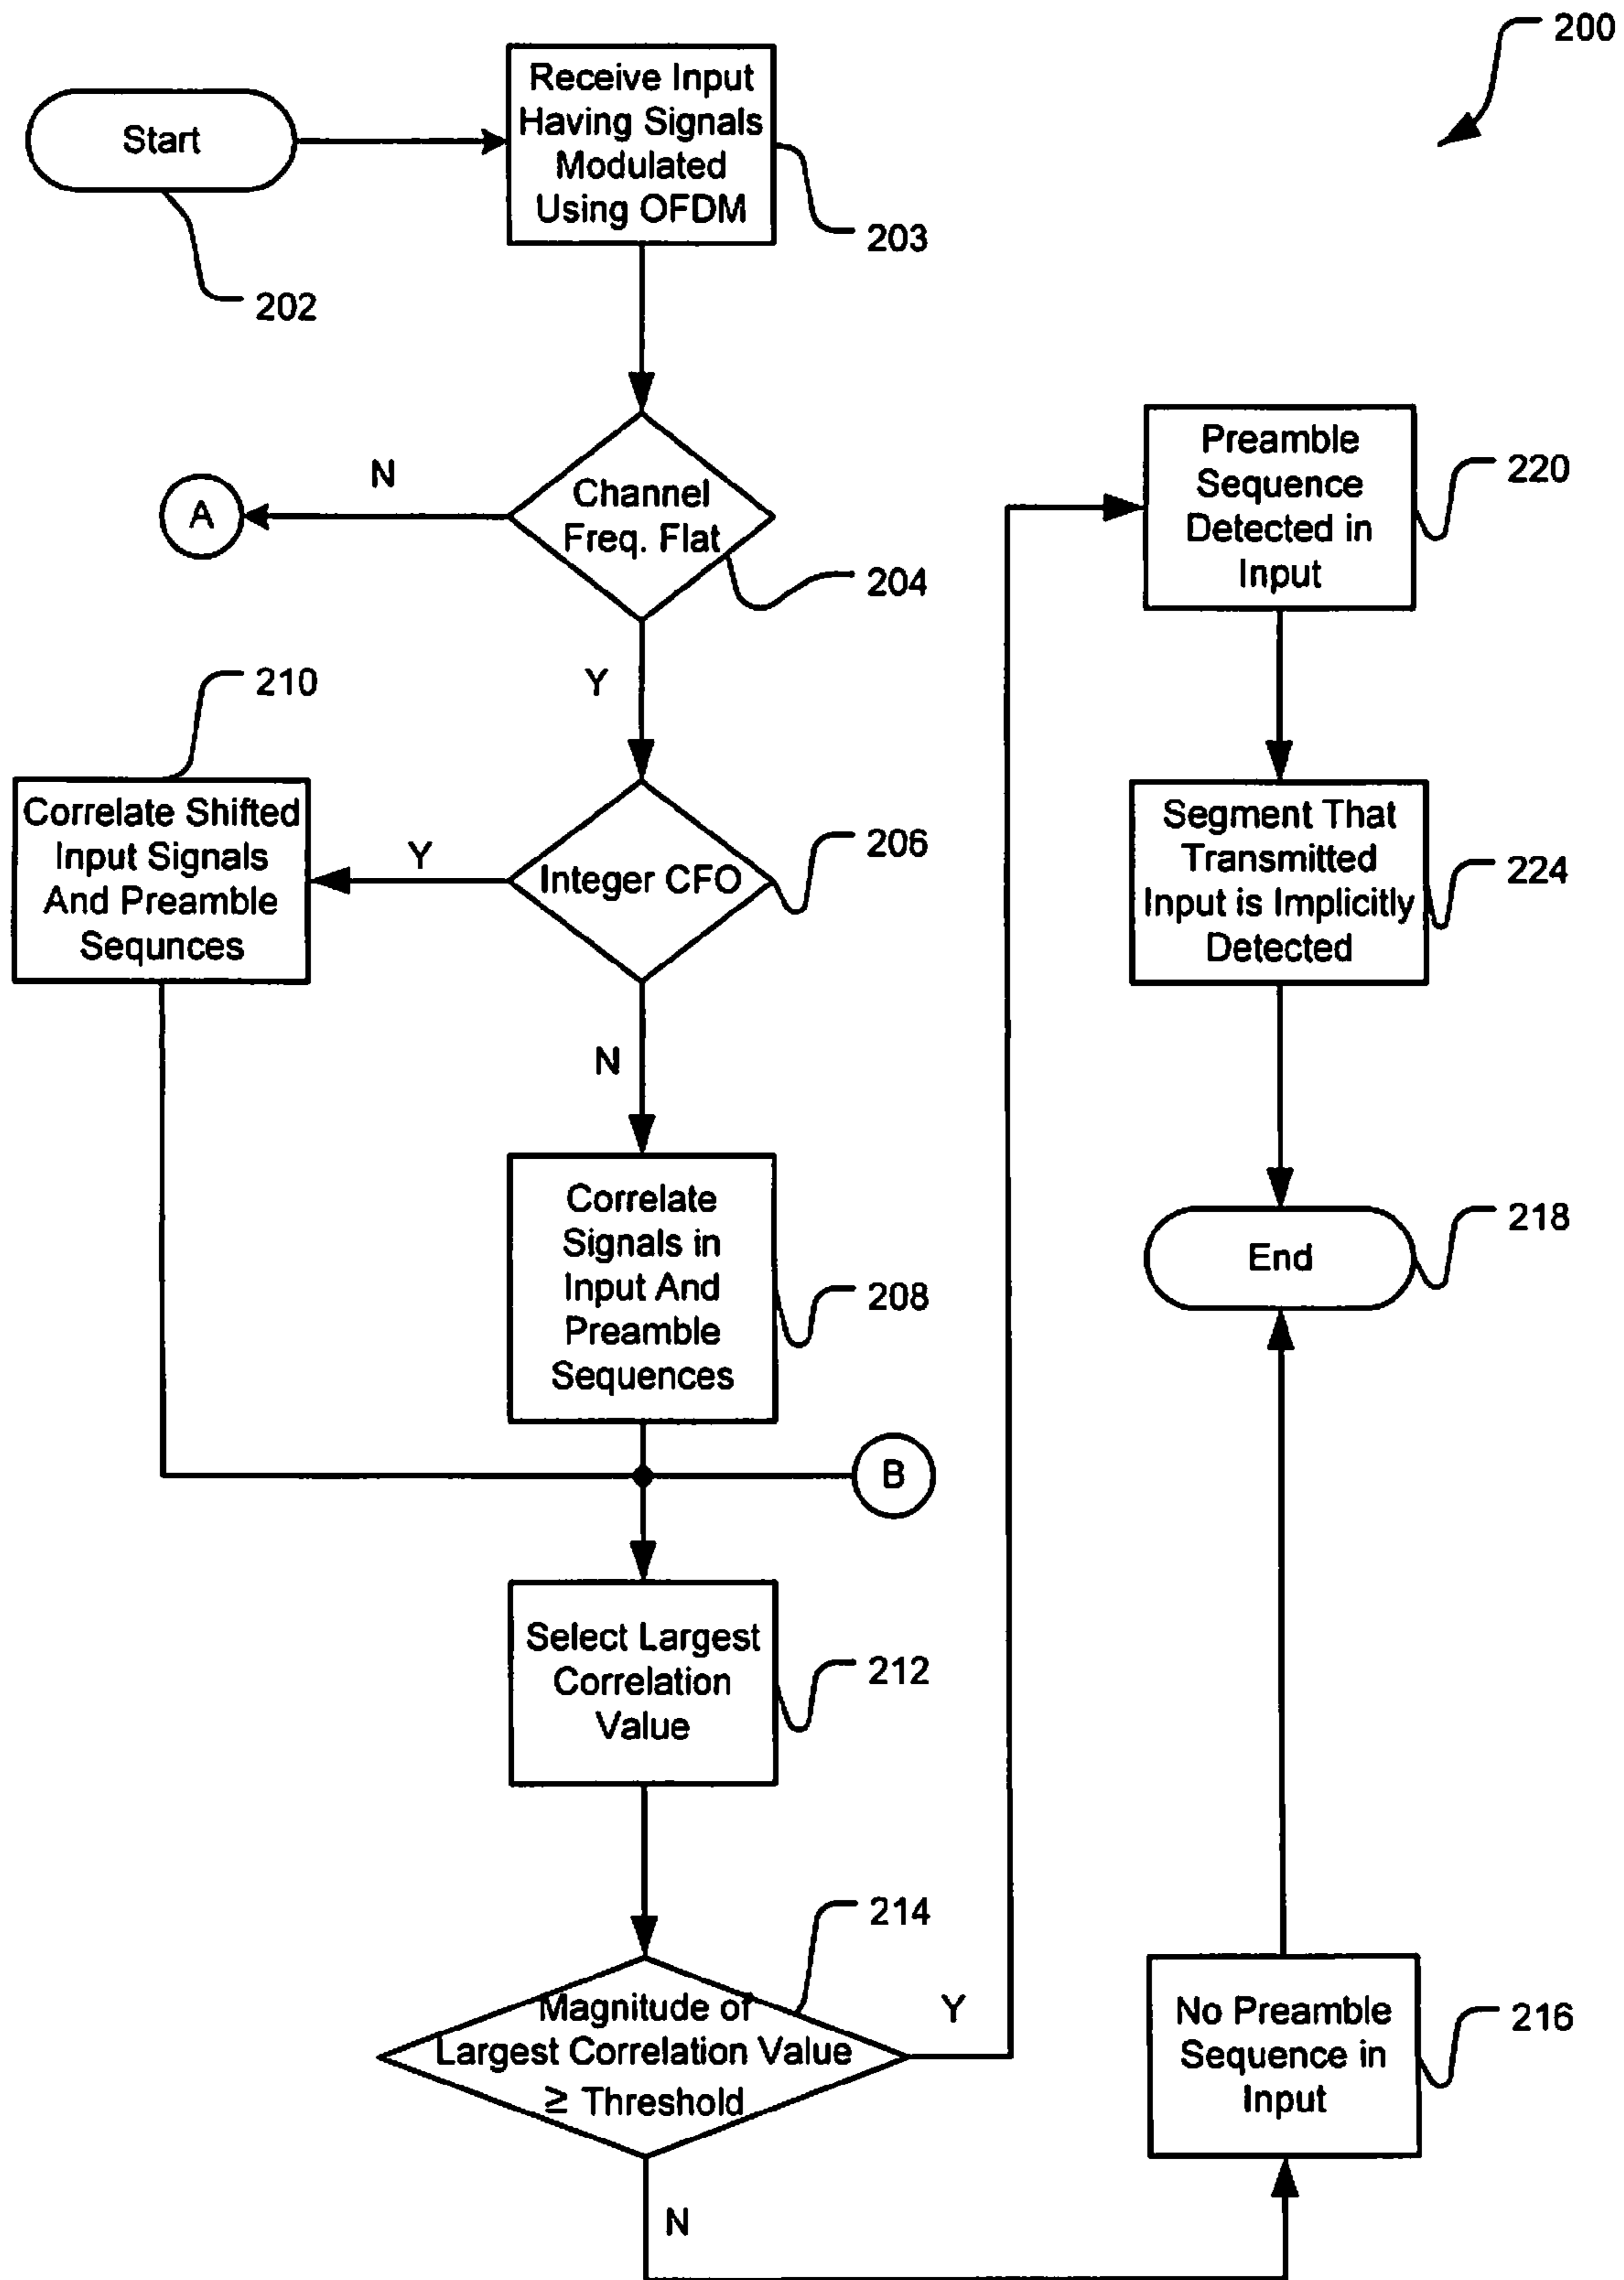 200
Start
202
Receive Input
Having Signals
Modulated
Using OFDM
203
N
A
Channel
Freq. Flat
204
Y
210
Correlate Shifted
Input Signals
And Preamble
Sequnces
Y
Integer CFO
206
N
Correlate
Signals in
Input And
Preamble
Sequences
208
B
Select Largest
Correlation
Value
212
214
Magnitude of
Largest Correlation Value
≥ Threshold
Y
N
Preamble
Sequence
Detected in
Input
220
Segment That
Transmitted
Input is Implicitly
Detected
224
End
218
No Preamble
Sequence in
Input
216